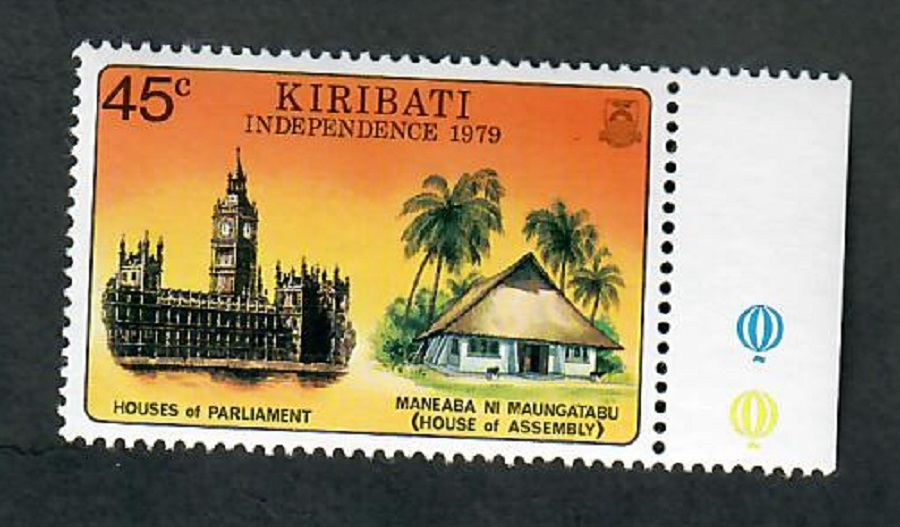 45c
KIRIBATI
INDEPENDENCE 1979
HOUSES of PARLIAMENT
MANEABA NI MAUNGATABU
(HOUSE of ASSEMBLY)